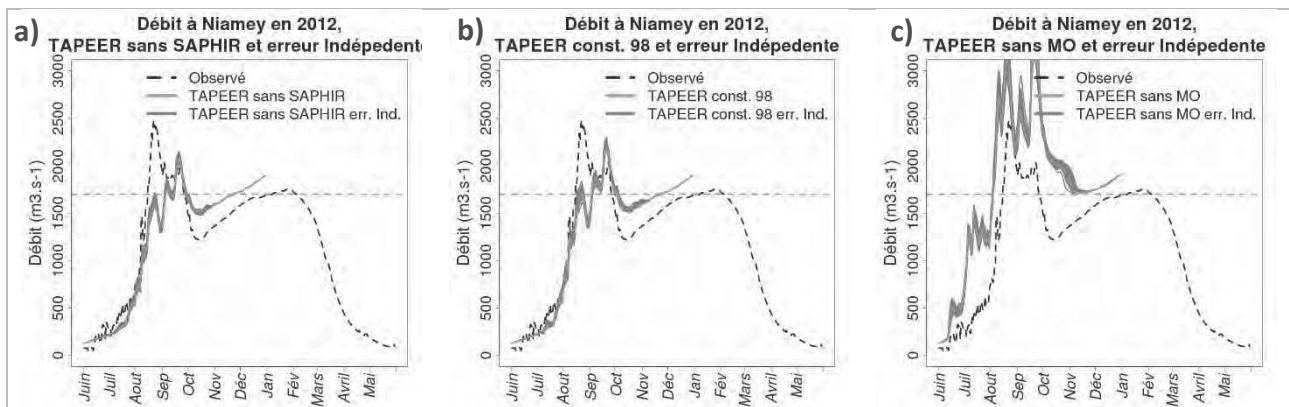 a)
Débit à Niamey en 2012,
TAPEER sans SAPHIR et erreur Indépedente
Observé
TAPEER sans SAPHIR
TAPEER sans SAPHIR err. Ind.
Débit (m3.s-1)
3000
2500
2000
1500
1000
500
0
Juin
Juil
Aout
Sep
Oct
Nov
Déc
Jan
Fév
Mars
Avril
Mai
b)
Débit à Niamey en 2012,
TAPEER const. 98 et erreur Indépedente
Observé
TAPEER const. 98
TAPEER const. 98 err. Ind.
Débit (m3.s-1)
3000
2500
2000
1500
1000
500
0
Juin
Juil
Aout
Sep
Oct
Nov
Déc
Jan
Fév
Mars
Avril
Mai
c)
Débit à Niamey en 2012,
TAPEER sans MO et erreur Indépedente
Observé
TAPEER sans MO
TAPEER sans MO err. Ind.
Débit (m3.s-1)
3000
2500
2000
1500
1000
500
0
Juin
Juil
Aout
Sep
Oct
Nov
Déc
Jan
Fév
Mars
Avril
Mai